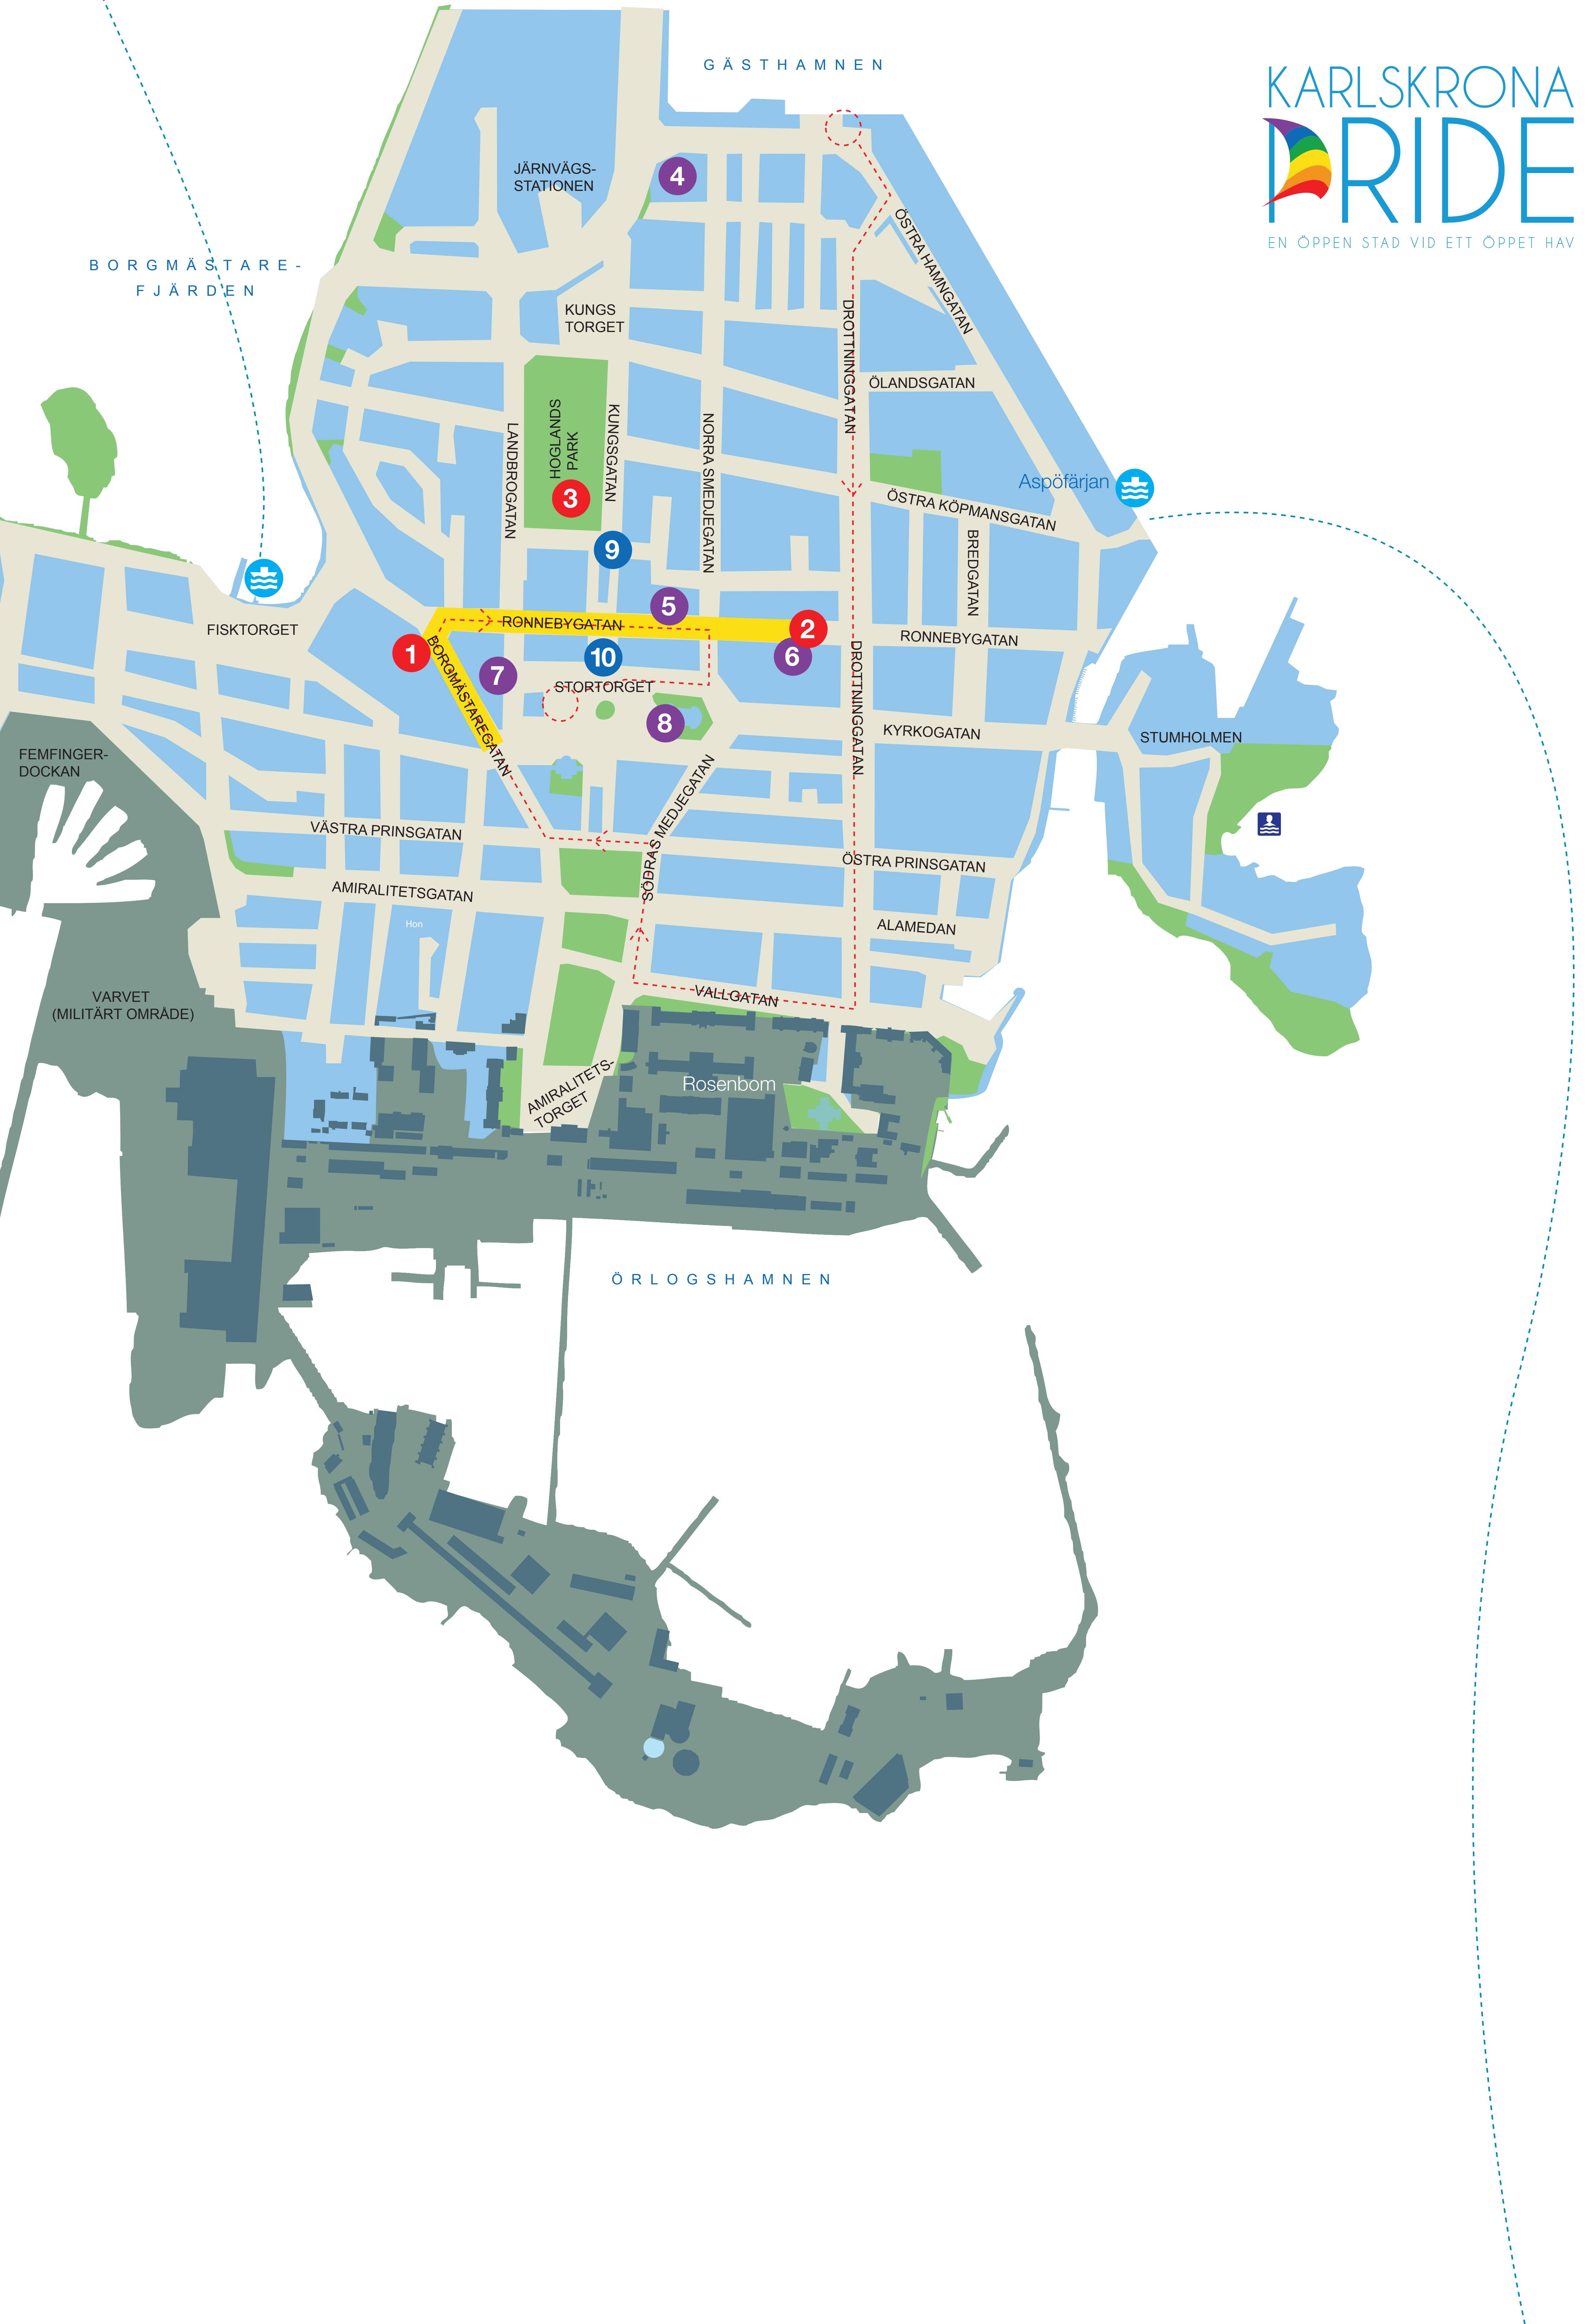 GÄSTHAMNEN
KARLSKRONA
PRIDE
EN ÖPPEN STAD VID ETT ÖPPET HAV
JÄRNVÄGS-
STATIONEN
4
ÖSTRA HAMNGATAN
BORGMÄSTARE-
FJÄRDEN
KUNGS
TORGET
DROTTNINGGATAN
ÖLANDSGATAN
LANDBROGATAN
HOGLANDS
PARK
KUNGSGATAN
NORRA SMEDJEGATAN
3
Aspöfärjan
ÖSTRA KÖPMANSGATAN
BREDGATAN
9
5
FISKTORGET
RONNEBYGATAN
2
RONNEBYGATAN
1
BORGMÄSTAREGATAN
7
10
6
DROTTNINGGATAN
STORTORGET
8
KYRKOGATAN
STUMHOLMEN
FEMFINGER-
DOCKAN
SÖDRAS MEDJEGATAN
VÄSTRA PRINSGATAN
ÖSTRA PRINSGATAN
AMIRALITETSGATAN
Hon
ALAMEDAN
VARVET
(MILITÄRT OMRÅDE)
VALLGATAN
AMIRALITETS-
TORGET
Rosenbom
ÖRLOGSHAMNEN